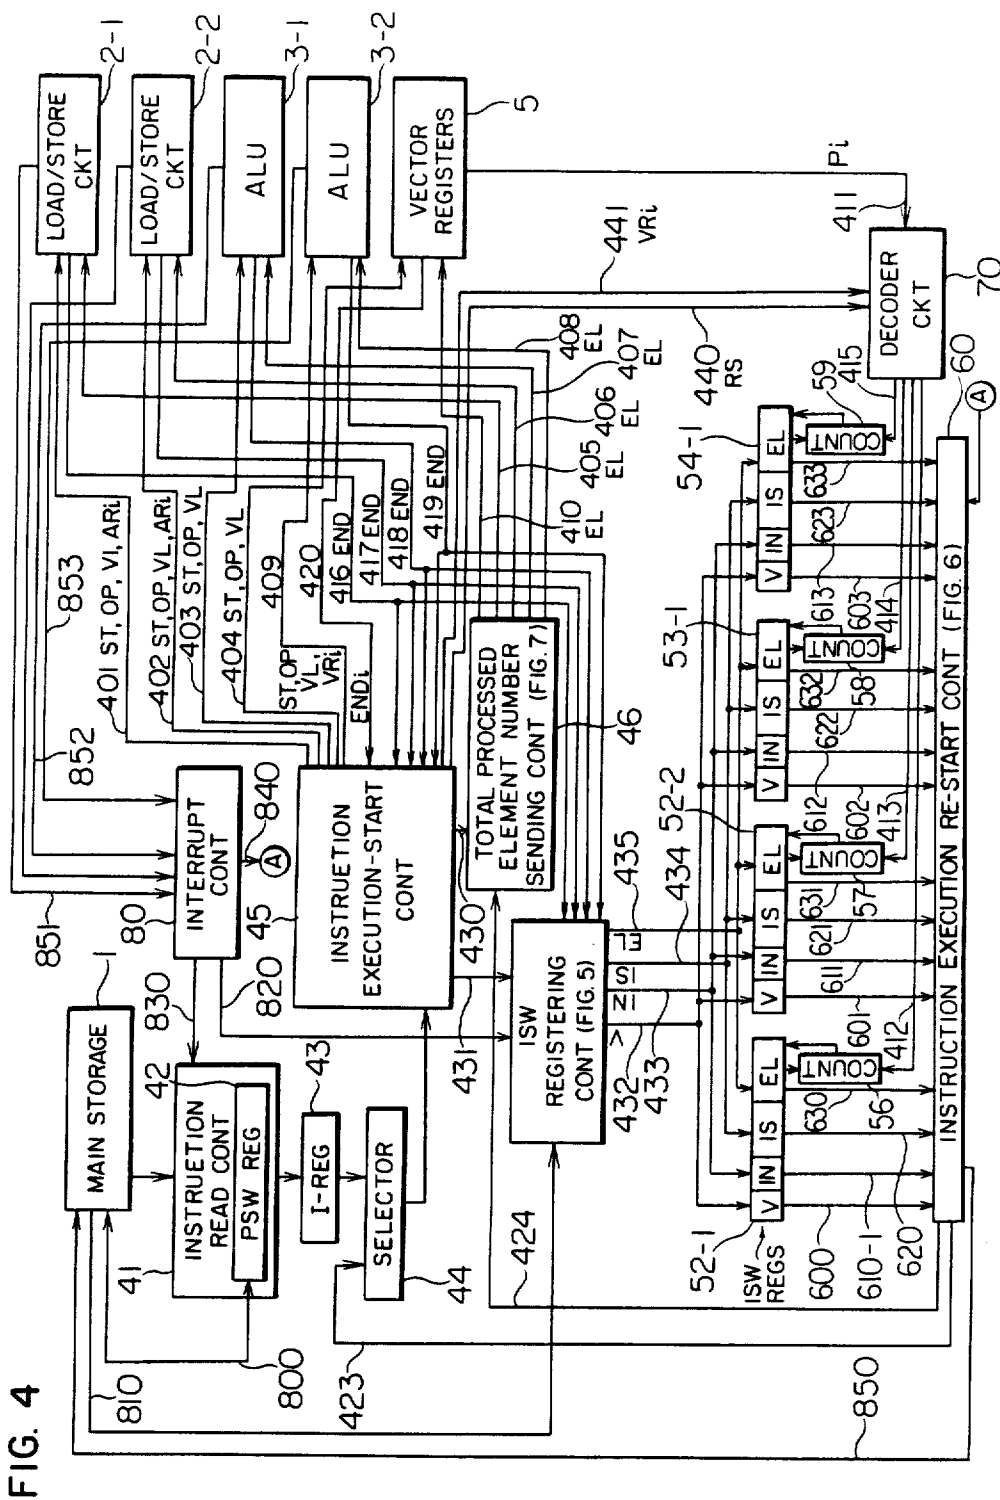 FIG. 4
810
800
423
MAIN STORAGE
1
INSTRUETION
READ CONT
PSW REG
41
42
830
820
I-REG
43
SELECTOR
44
851
80
INTERRUPT
CONT
A
840
852
853
45
INSTRUETION
EXECUTION-START
CONT
430
431
401 ST, OP, VI, ARi
402 ST, OP, VL, ARi
403 ST, OP, VL
404 ST, OP, VL
409
ST, OP
VL,
VRi
420
ENDi
416 END
417 END
418 END
419 END
LOAD/STORE
CKT
2-1
LOAD/STORE
CKT
2-2
ALU
3-1
ALU
3-2
VECTOR
REGISTERS
5
TOTAL PROCESSED
ELEMENT NUMBER
SENDING CONT (FIG. 7)
46
410
EL
405
EL
406
EL
407
EL
408
EL
440
RS
441
VRi
Pi
411
DECODER
CKT
70
ISW
REGISTERING
CONT (FIG. 5)
V
IN
IS
EL
432
433
434
435
424
52-1
ISW
REGS
V IN IS EL
COUNT
56
600
610-1
620
630
412
52-2
V IN IS EL
COUNT
57
601
611
621
631
413
53-1
V IN IS EL
COUNT
58
602
612
622
632
414
54-1
V IN IS EL
COUNT
59
603
613
623
633
415
INSTRUCTION EXECUTION RE-START CONT (FIG. 6)
60
A
850